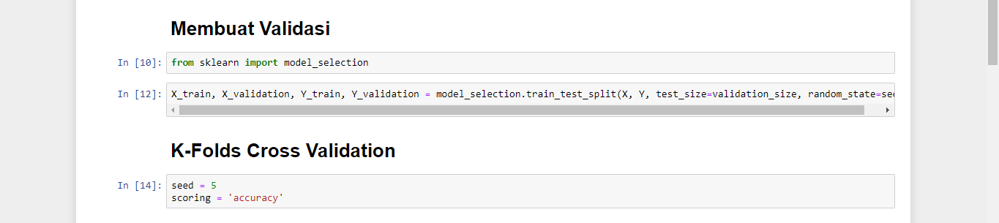 Membuat Validasi
In [10]: from sklearn import model_selection
In [12]: X_train, X_validation, Y_train, Y_validation = model_selection.train_test_split(X, Y, test_size=validation_size, random_state=see
K-Folds Cross Validation
In [14]: seed = 5
scoring = 'accuracy'